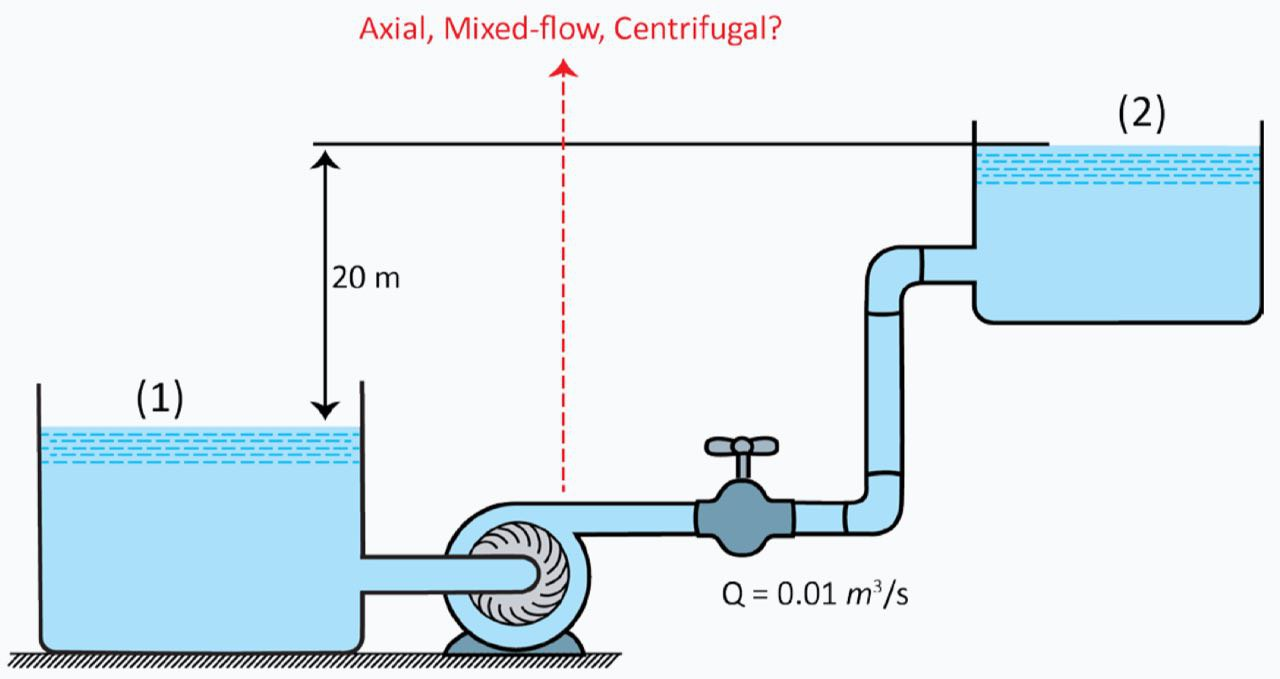 Axial, Mixed-flow, Centrifugal?
(2)
20 m
(1)
Q = 0.01 m³/s